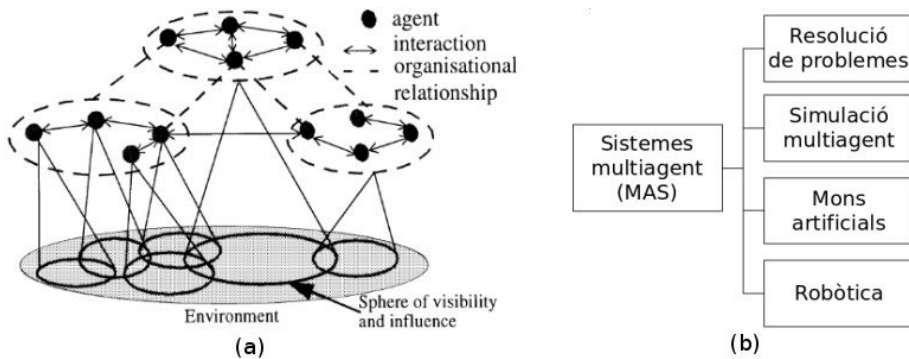 agent
interaction
organisational
relationship
Sphere of visibility
and influence
Environment
(a)
Sistemes
multiagent
(MAS)
Resolució
de problemes
Simulació
multiagent
Mons
artificials
Robòtica
(b)